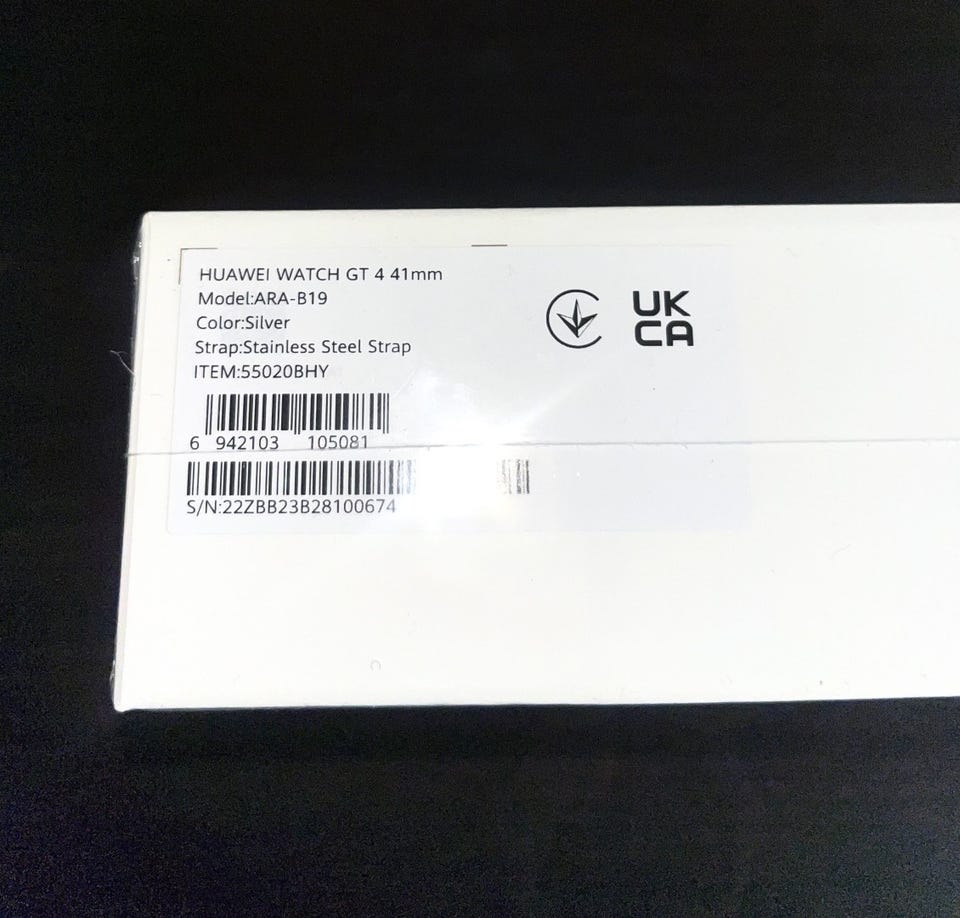 HUAWEI WATCH GT 4 41mm
Model:ARA-B19
Color:Silver
Strap:Stainless Steel Strap
ITEM:55020BHY
6 942103 105081
S/N:22ZBB23B28100674
UK
CA